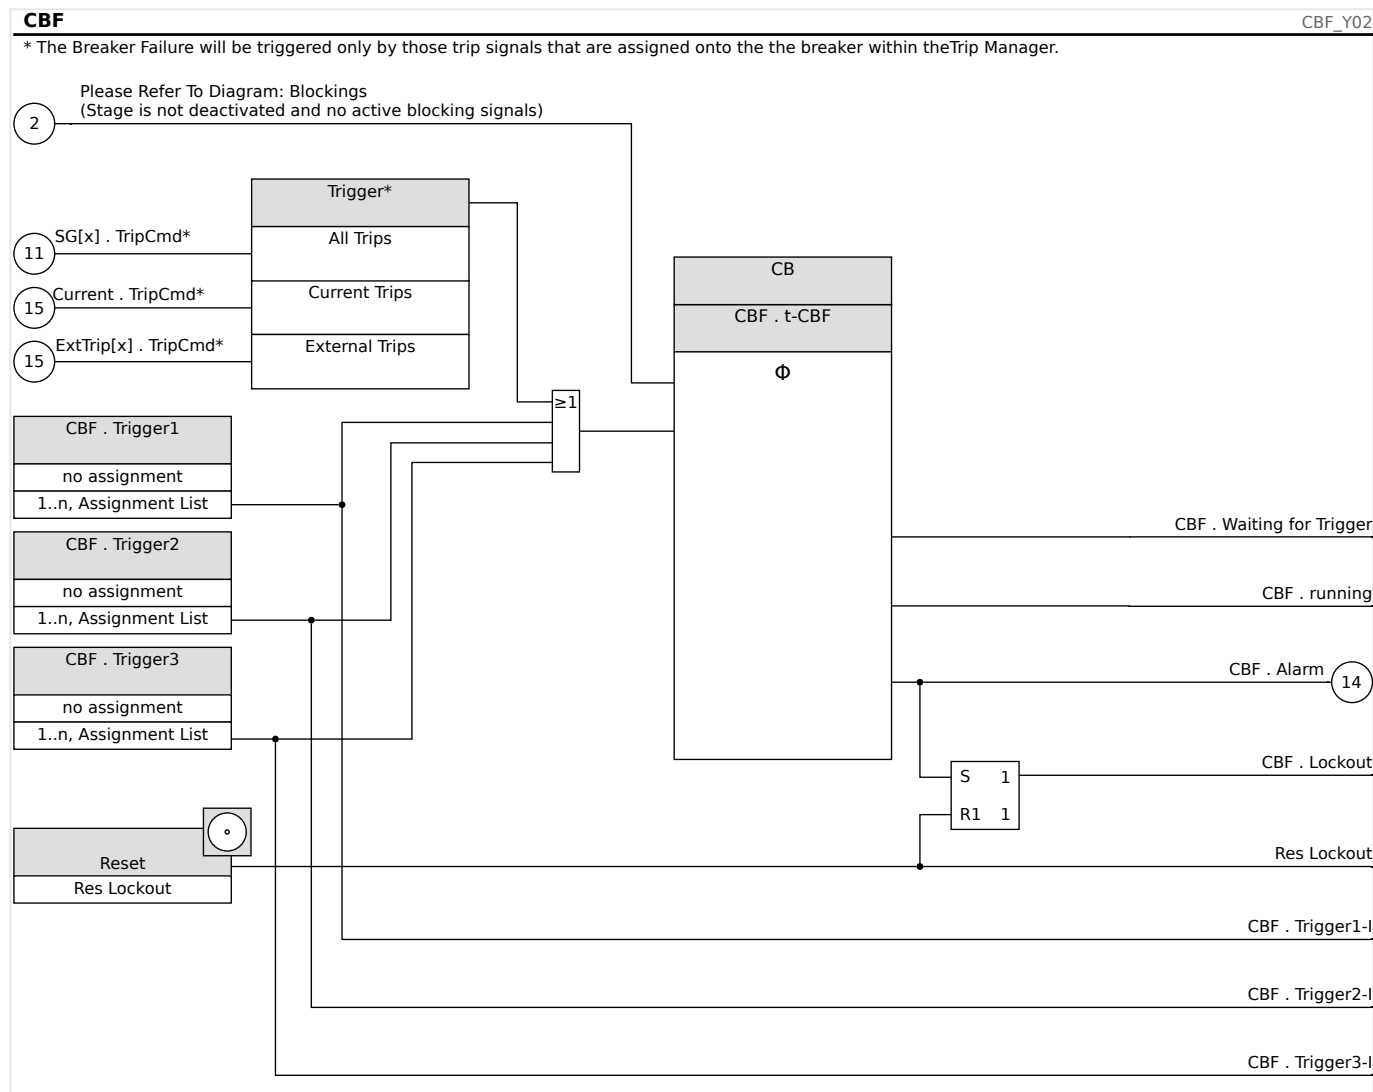 CBF
CBF_Y02
* The Breaker Failure will be triggered only by those trip signals that are assigned onto the the breaker within theTrip Manager.
Please Refer To Diagram: Blockings
(Stage is not deactivated and no active blocking signals)
2
Trigger*
SG[x] . TripCmd*
11
All Trips
Current . TripCmd*
15
Current Trips
ExtTrip[x] . TripCmd*
15
External Trips
CB
CBF . t-CBF
Φ
≥1
CBF . Trigger1
no assignment
1..n, Assignment List
CBF . Trigger2
no assignment
1..n, Assignment List
CBF . Trigger3
no assignment
1..n, Assignment List
CBF . Waiting for Trigger
CBF . running
CBF . Alarm
14
S 1
R1 1
CBF . Lockout
Reset
Res Lockout
Res Lockout
CBF . Trigger1-I
CBF . Trigger2-I
CBF . Trigger3-I